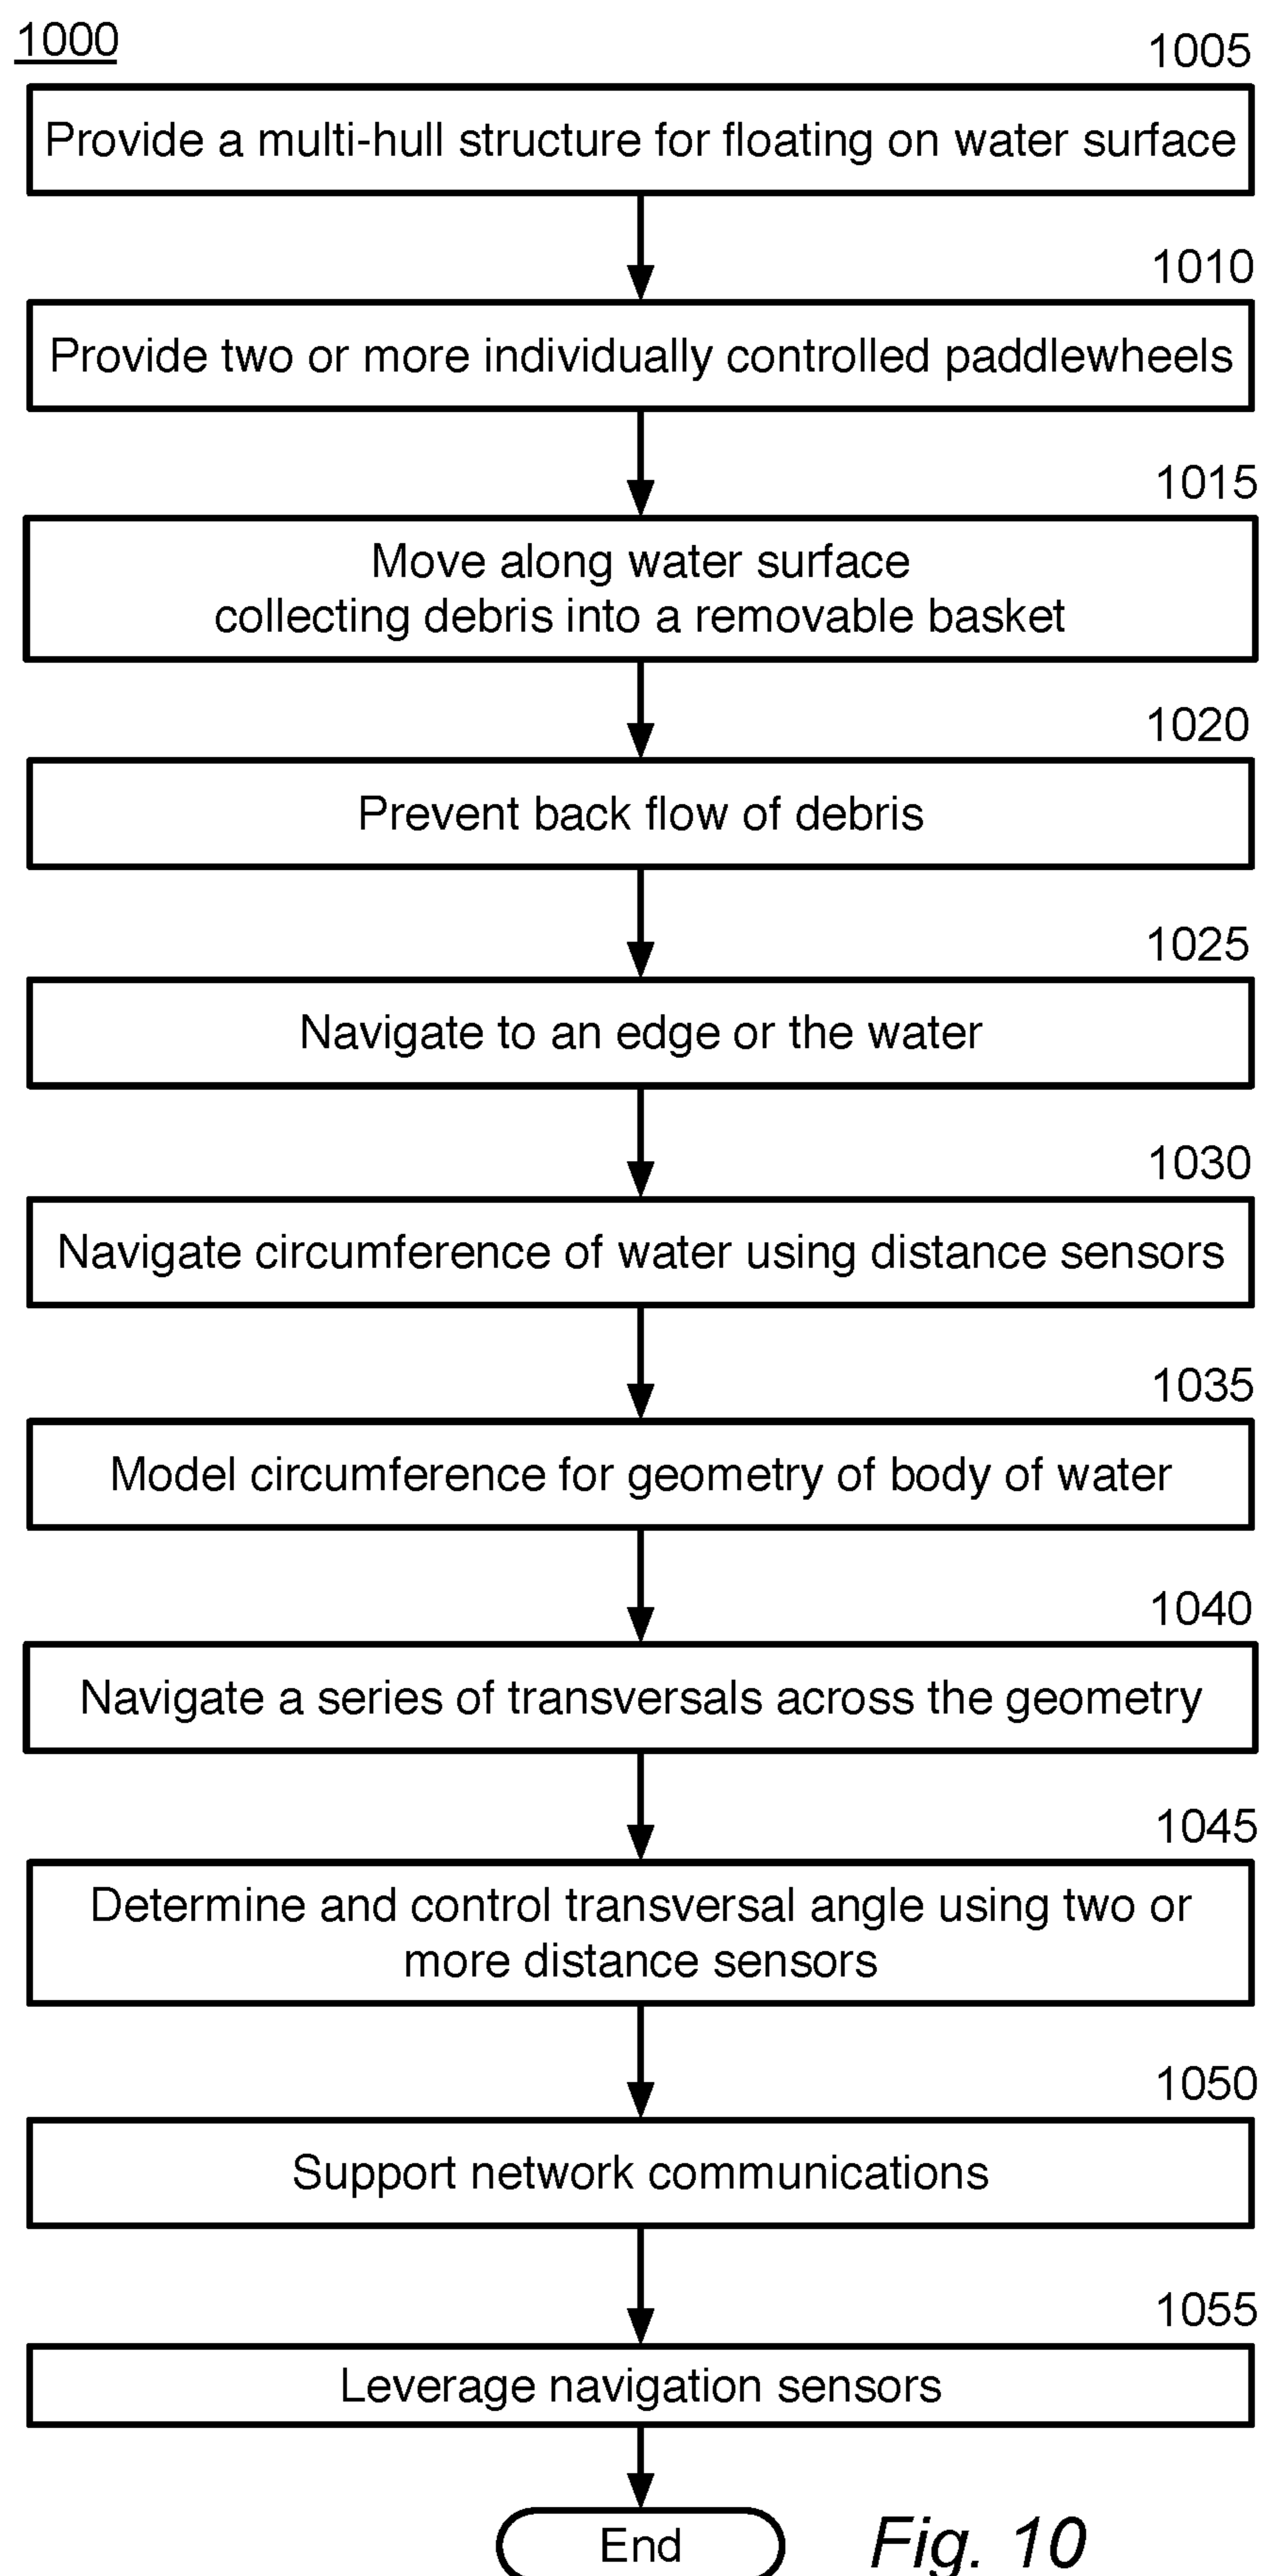 1000
1005
Provide a multi-hull structure for floating on water surface
1010
Provide two or more individually controlled paddlewheels
1015
Move along water surface
collecting debris into a removable basket
1020
Prevent back flow of debris
1025
Navigate to an edge or the water
1030
Navigate circumference of water using distance sensors
1035
Model circumference for geometry of body of water
1040
Navigate a series of transversals across the geometry
1045
Determine and control transversal angle using two or
more distance sensors
1050
Support network communications
1055
Leverage navigation sensors
End
Fig. 10